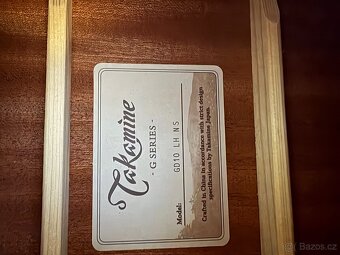 Takamine
- G SERIES -
Model: GD10 LH NS
Crafted in China in accordance with strict design
specifications by Takamine Japan.
Bazoš.cz